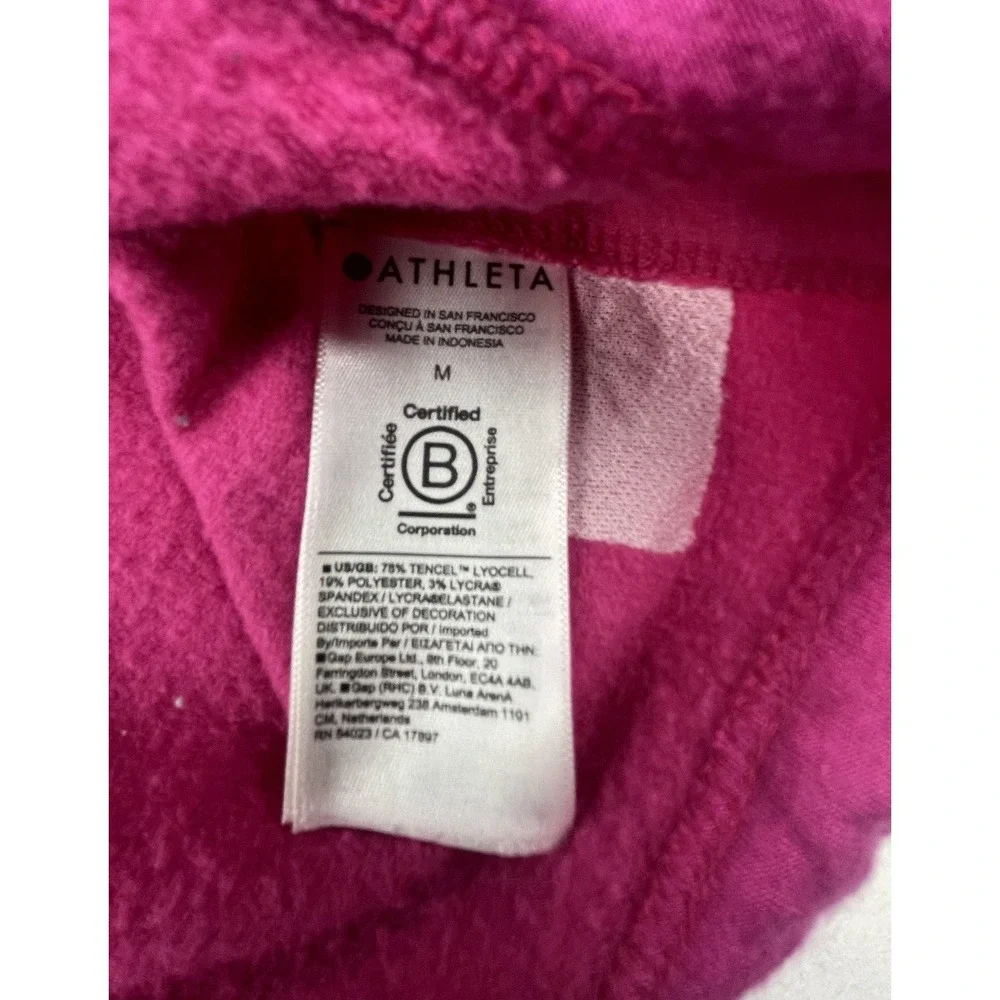 ATHLETA
DESIGNED IN SAN FRANCISCO
CONÇU À SAN FRANCISCO
MADE IN INDONESIA
M
Certified
Certifiée
B
Entreprise
®
Corporation
■ US/GB: 78% TENCEL™ LYOCELL,
19% POLYESTER, 3% LYCRA®
SPANDEX / LYCRA®ELASTANE /
EXCLUSIVE OF DECORATION
DISTRIBUIDO POR / Imported
By/Importe Par / ΕΙΣΑΓΕΤΑΙ ΑΠΟ ΤΗΝ:
■Gap Europe Ltd., 8th Floor, 20
Farringdon Street, London, EC4A 4AB,
UK. ■Gap (RHC) B.V. Luna ArenA
Herikerbergweg 238 Amsterdam 1101
CM, Netherlands
RN 54023 / CA 17897